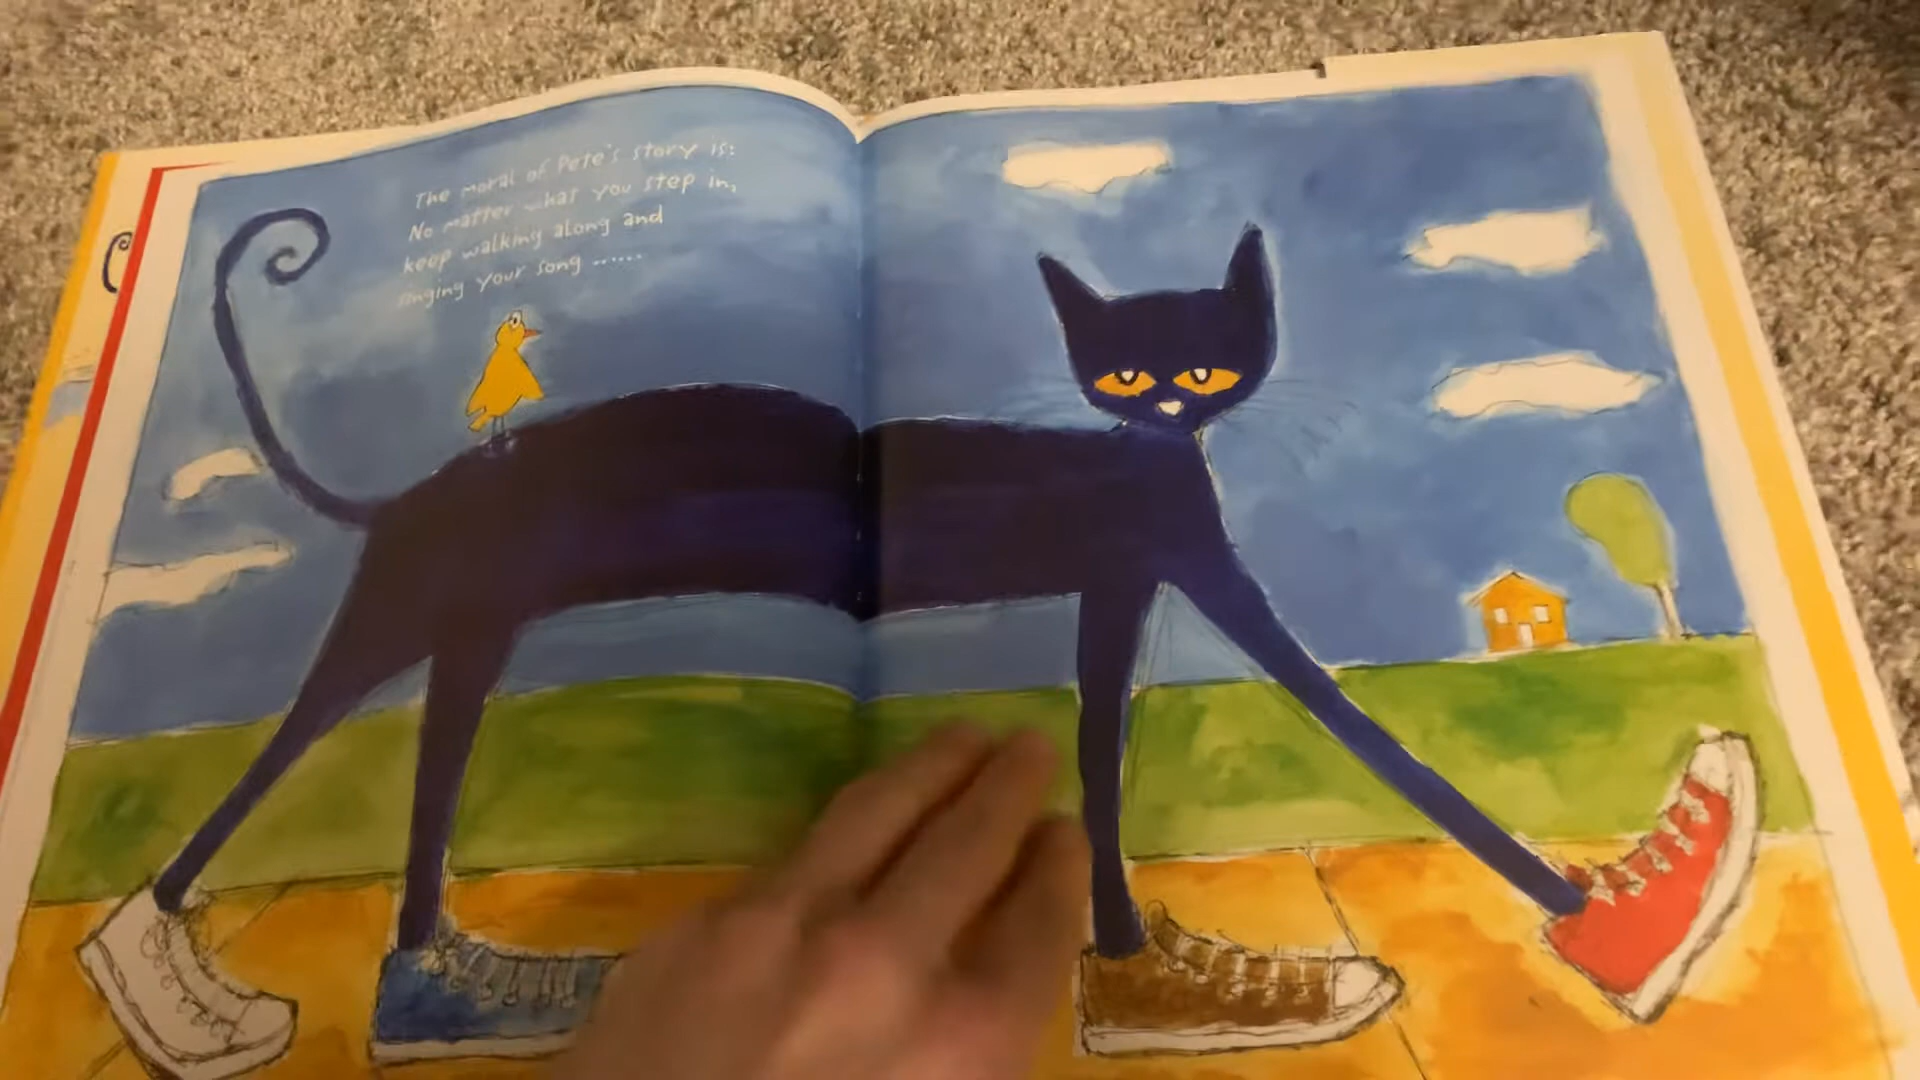 The moral of Pete's story is:
No matter what you step in,
keep walking along and
singing your song ......